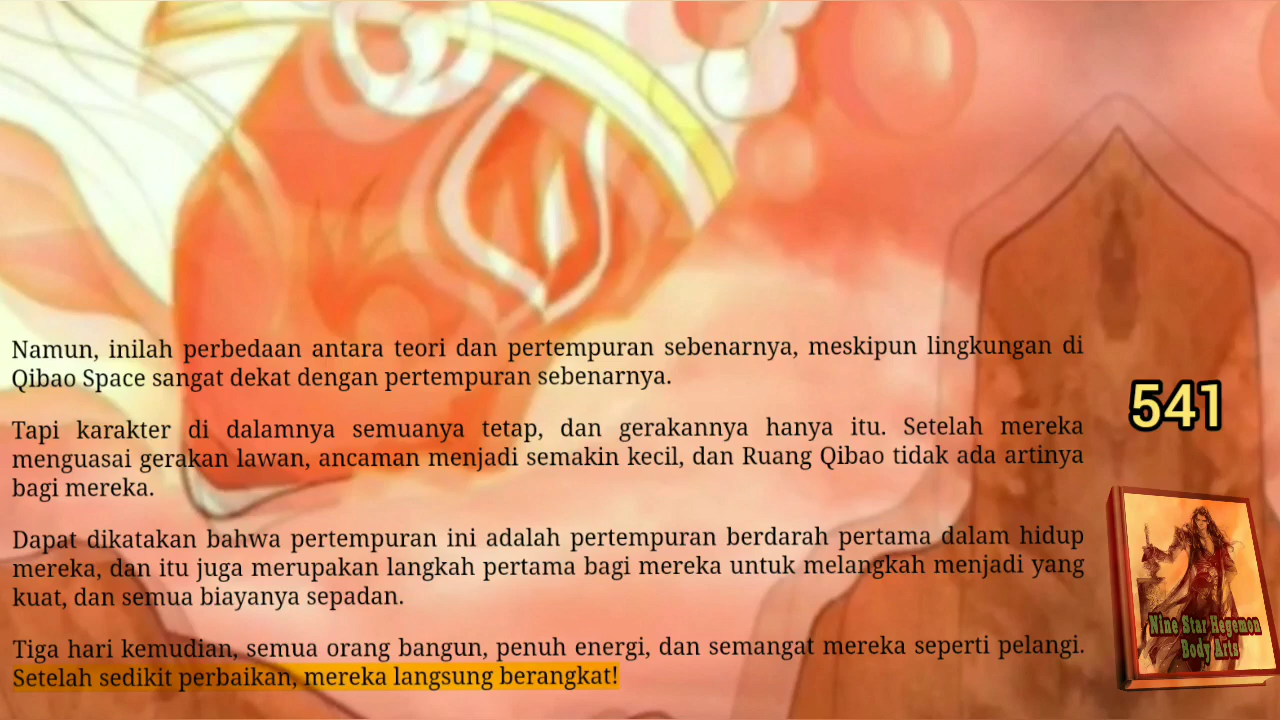 Namun, inilah perbedaan antara teori dan pertempuran sebenarnya, meskipun lingkungan di
Qibao Space sangat dekat dengan pertempuran sebenarnya.
Tapi karakter di dalamnya semuanya tetap, dan gerakannya hanya itu. Setelah mereka
menguasai gerakan lawan, ancaman menjadi semakin kecil, dan Ruang Qibao tidak ada artinya
bagi mereka.
Dapat dikatakan bahwa pertempuran ini adalah pertempuran berdarah pertama dalam hidup
mereka, dan itu juga merupakan langkah pertama bagi mereka untuk melangkah menjadi yang
kuat, dan semua biayanya sepadan.
Tiga hari kemudian, semua orang bangun, penuh energi, dan semangat mereka seperti pelangi.
Setelah sedikit perbaikan, mereka langsung berangkat!
541
Nine Star Hegemon
Body Arts